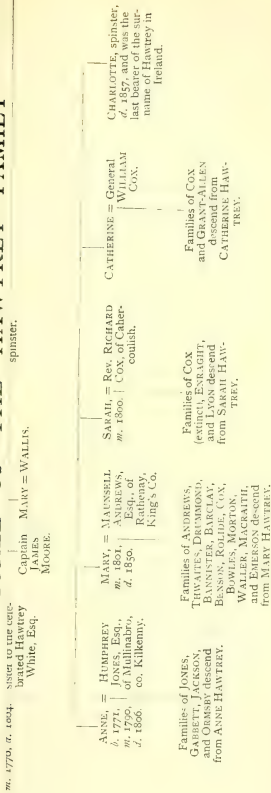 HAWTREY FAMILY
m. 1770, d. 1804.
sister to the cele-
brated Hawtrey
White, Esq.
Captain
JAMES
MOORE.
MARY = WALLIS.
spinster.
ANNE, =
b. 1771,
m. 1790,
d. 1806.
HUMPHREY
JONES, Esq.,
of Mullinabro,
co. Kilkenny.
MARY, =
m. 1801,
d. 1850.
MAUNSELL
ANDREWS,
Esq., of
Rathenay,
King's Co.
SARAH, =
m. 1800.
Rev. RICHARD
COX, of Caher-
coulish.
CATHERINE = General
WILLIAM
COX.
CHARLOTTE, spinster,
d. 1857, and was the
last bearer of the sur-
name of Hawtrey in
Ireland.
Families of JONES,
GABBETT, JACKSON,
and ORMSBY descend
from ANNE HAWTREY.
Families of ANDREWS,
THWAITES, DRUMMOND,
BANNISTER, BARCLAY,
BENSON, ROLIDE, COX,
BOWLES, MORTON,
WALLER, MACRAITH,
and EMERSON descend
from MARY HAWTREY.
Families of COX
(extinct), ENRAGHT,
and LYON descend
from SARAH HAW-
TREY.
Families of COX
and GRANT-ALLEN
descend from
CATHERINE HAW-
TREY.